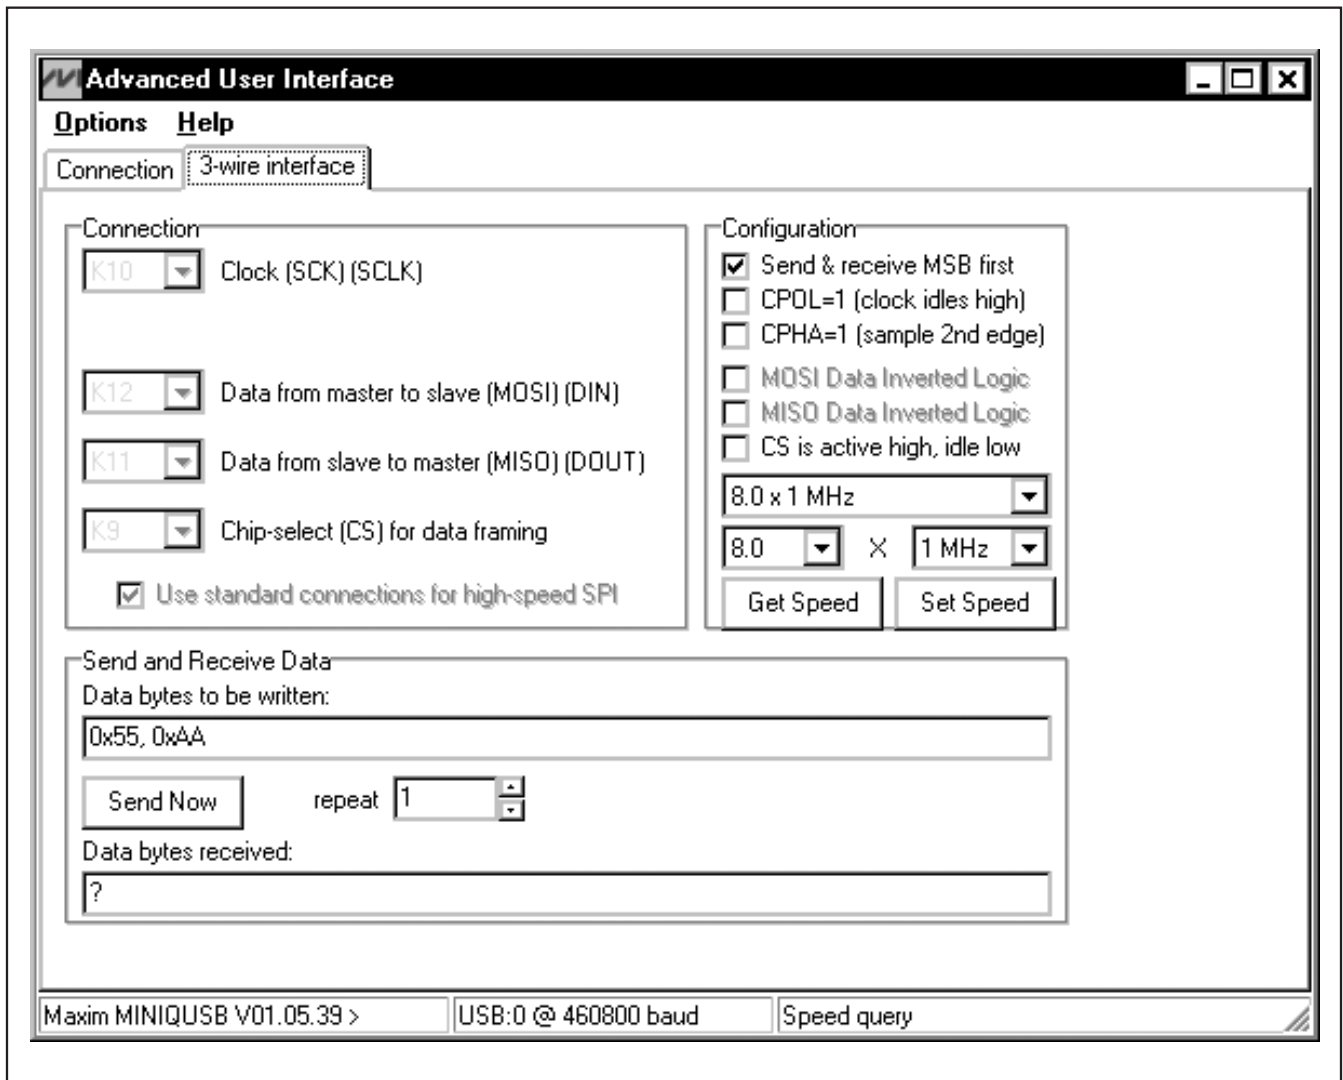 Advanced User Interface
Options Help
Connection 3-wire interface
Connection
K10 Clock (SCK) (SCLK)
K12 Data from master to slave (MOSI) (DIN)
K11 Data from slave to master (MISO) (DOUT)
K9 Chip-select (CS) for data framing
Use standard connections for high-speed SPI
Configuration
Send & receive MSB first
CPOL=1 (clock idles high)
CPHA=1 (sample 2nd edge)
MOSI Data Inverted Logic
MISO Data Inverted Logic
CS is active high, idle low
8.0 x 1 MHz
8.0 X 1 MHz
Get Speed Set Speed
Send and Receive Data
Data bytes to be written:
0x55, 0xAA
Send Now repeat 1
Data bytes received:
?
Maxim MINIQUSB V01.05.39 > USB:0 @ 460800 baud Speed query